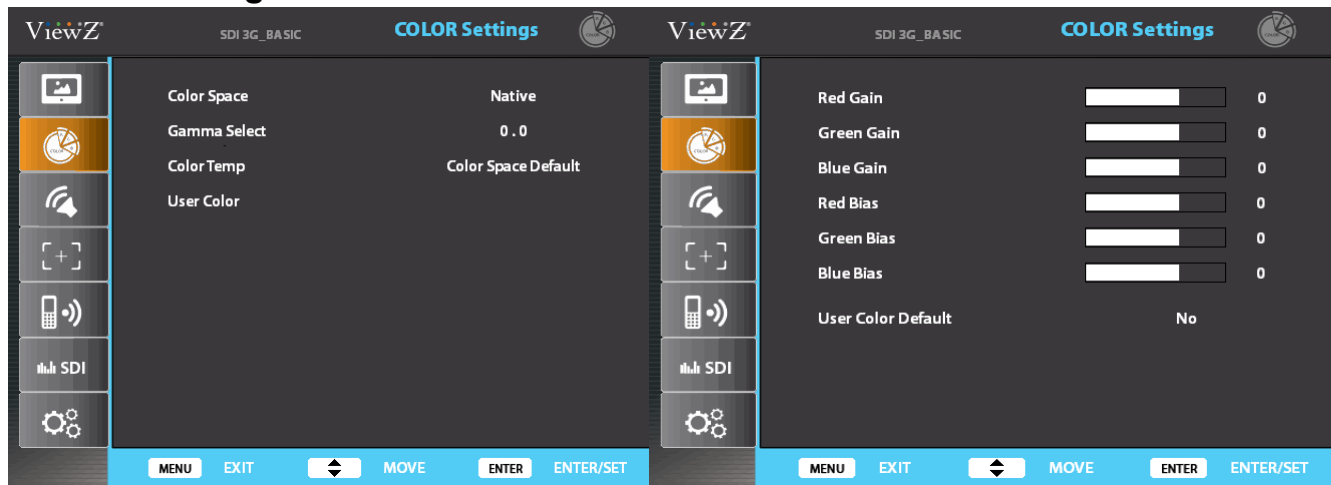 ViewZ SDI 3G_BASIC COLOR Settings
Color Space Native
Gamma Select 0 . 0
Color Temp Color Space Default
User Color
SDI
MENU EXIT MOVE ENTER ENTER/SET
ViewZ SDI 3G_BASIC COLOR Settings
Red Gain 0
Green Gain 0
Blue Gain 0
Red Bias 0
Green Bias 0
Blue Bias 0
User Color Default No
SDI
MENU EXIT MOVE ENTER ENTER/SET